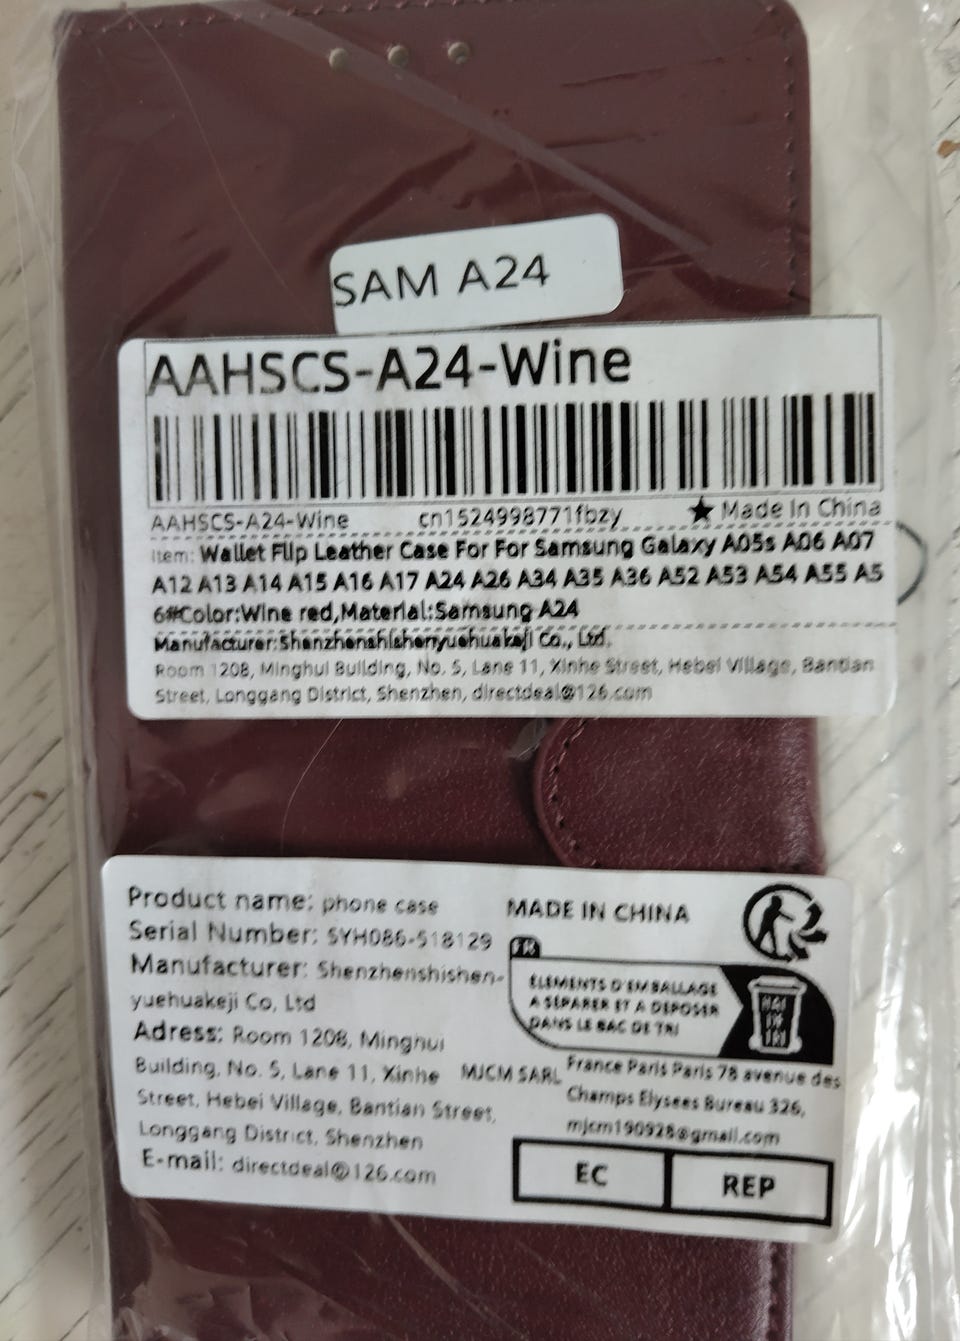 SAM A24
AAHSCS-A24-Wine
AAHSCS-A24-Wine cn1524998771fbzy ★ Made In China
Item: Wallet Flip Leather Case For For Samsung Galaxy A05s A06 A07
A12 A13 A14 A15 A16 A17 A24 A26 A34 A35 A36 A52 A53 A54 A55 A5
6#Color:Wine red,Material:Samsung A24
Manufacturer:Shenzhenshishenyuehuakeji Co., Ltd.
Room 1208, Minghui Building, No. 5, Lane 11, Xinhe Street, Hebei Village, Bantian
Street, Longgang District, Shenzhen, directdeal@126.com
Product name: phone case
Serial Number: SYH086-518129
Manufacturer: Shenzhenshishen-
yuehuakeji Co, Ltd
Adress: Room 1208, Minghui
Building, No. 5, Lane 11, Xinhe
Street, Hebei Village, Bantian Street,
Longgang District, Shenzhen
E-mail: directdeal@126.com
MADE IN CHINA
FR
ÉLÉMENTS D'EMBALLAGE
A SÉPARER ET A DÉPOSER
DANS LE BAC DE TRI
BAC
DE
TRI
MJCM SARL France Paris Paris 78 avenue des
Champs Elysees Bureau 326,
mjcm190928@gmail.com
EC REP